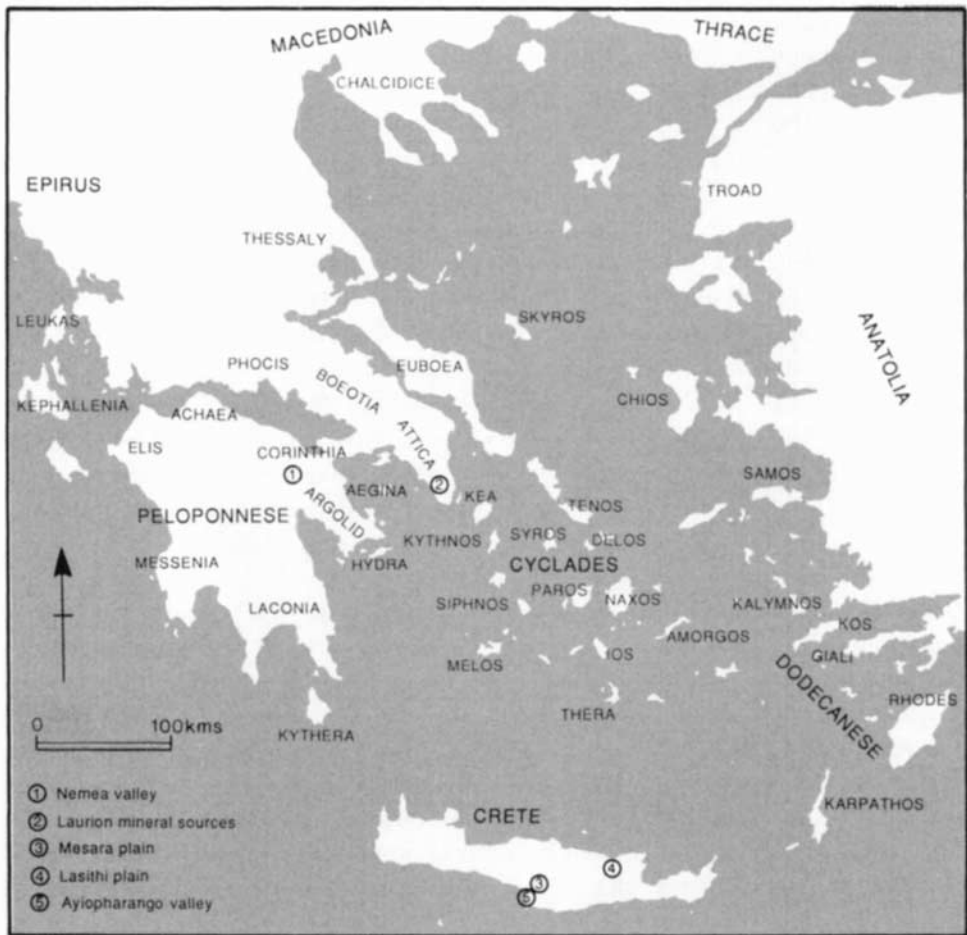 MACEDONIA
THRACE
CHALCIDICE
EPIRUS
TROAD
THESSALY
LEUKAS
SKYROS
ANATOLIA
PHOCIS
EUBOEA
BOEOTIA
KEPHALLENIA
CHIOS
ACHAEA
ATTICA
ELIS
CORINTHIA
1
2
AEGINA
KEA
SAMOS
ARGOLID
TENOS
PELOPONNESE
KYTHNOS
SYROS
DELOS
MESSENIA
HYDRA
CYCLADES
PAROS
SIPHNOS
NAXOS
KALYMNOS
LACONIA
KOS
AMORGOS
MELOS
IOS
GIALI
DODECANESE
RHODES
THERA
0 100kms
KYTHERA
KARPATHOS
CRETE
4
3
5
1 Nemea valley
2 Laurion mineral sources
3 Mesara plain
4 Lasithi plain
5 Ayiopharango valley